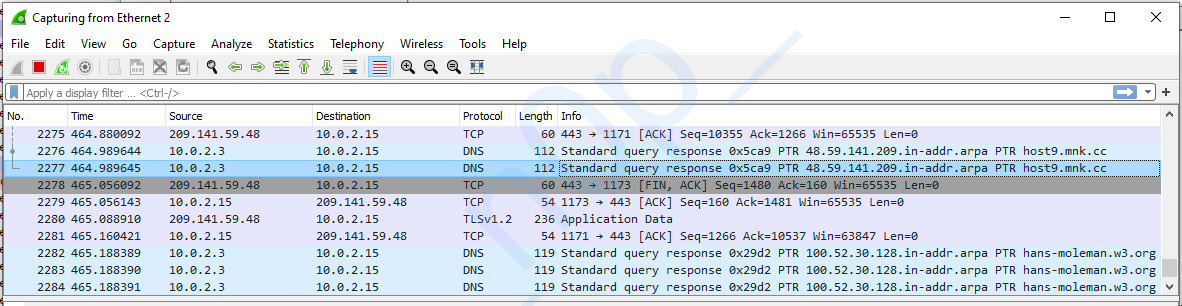 Capturing from Ethernet 2
File Edit View Go Capture Analyze Statistics Telephony Wireless Tools Help
Apply a display filter ... <Ctrl-/>
No. Time Source Destination Protocol Length Info
2275 464.880092 209.141.59.48 10.0.2.15 TCP 60 443 → 1171 [ACK] Seq=10355 Ack=1266 Win=65535 Len=0
2276 464.989644 10.0.2.3 10.0.2.15 DNS 112 Standard query response 0x5ca9 PTR 48.59.141.209.in-addr.arpa PTR host9.mnk.cc
2277 464.989645 10.0.2.3 10.0.2.15 DNS 112 Standard query response 0x5ca9 PTR 48.59.141.209.in-addr.arpa PTR host9.mnk.cc
2278 465.056092 209.141.59.48 10.0.2.15 TCP 60 443 → 1173 [FIN, ACK] Seq=1480 Ack=160 Win=65535 Len=0
2279 465.056143 10.0.2.15 209.141.59.48 TCP 54 1173 → 443 [ACK] Seq=160 Ack=1481 Win=65535 Len=0
2280 465.088910 209.141.59.48 10.0.2.15 TLSv1.2 236 Application Data
2281 465.160421 10.0.2.15 209.141.59.48 TCP 54 1171 → 443 [ACK] Seq=1266 Ack=10537 Win=63847 Len=0
2282 465.188389 10.0.2.3 10.0.2.15 DNS 119 Standard query response 0x29d2 PTR 100.52.30.128.in-addr.arpa PTR hans-moleman.w3.org
2283 465.188390 10.0.2.3 10.0.2.15 DNS 119 Standard query response 0x29d2 PTR 100.52.30.128.in-addr.arpa PTR hans-moleman.w3.org
2284 465.188391 10.0.2.3 10.0.2.15 DNS 119 Standard query response 0x29d2 PTR 100.52.30.128.in-addr.arpa PTR hans-moleman.w3.org